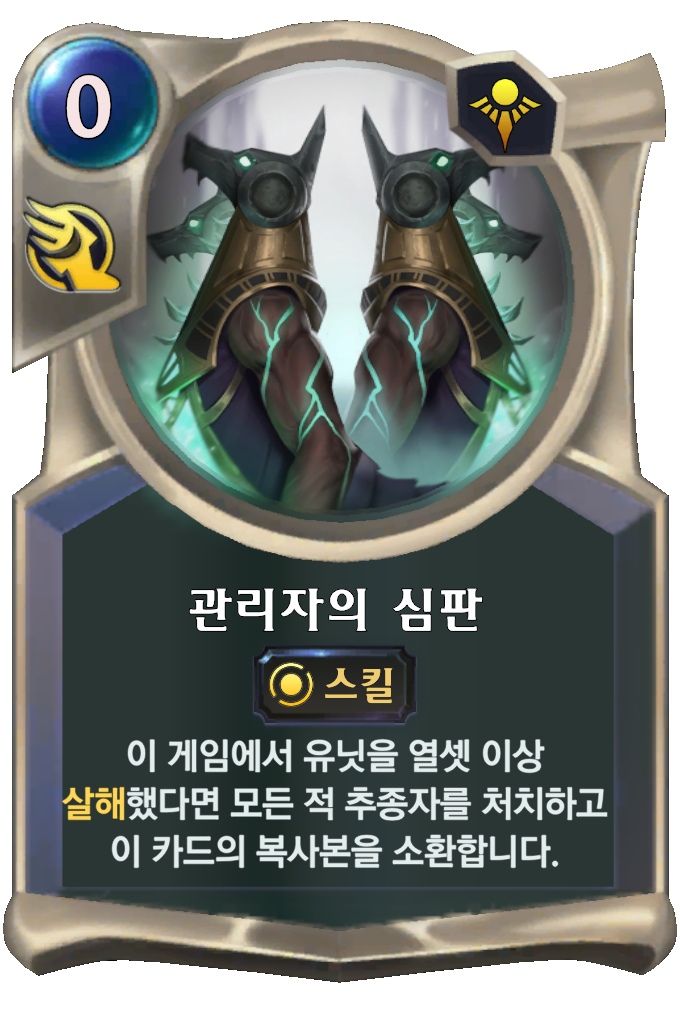 0
관리자의 심판
스킬
이 게임에서 유닛을 열셋 이상
살해했다면 모든 적 추종자를 처치하고
이 카드의 복사본을 소환합니다.